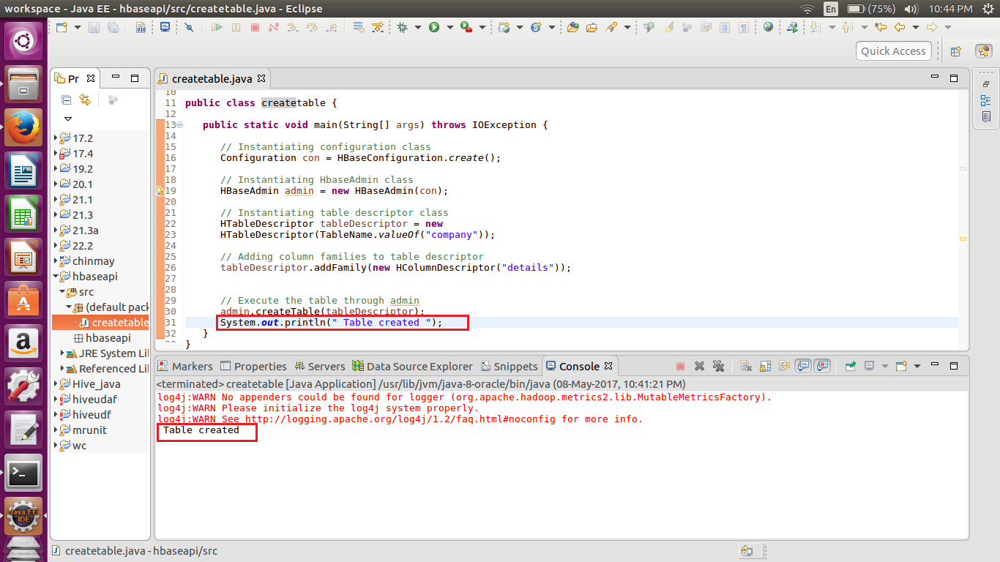 workspace - Java EE - hbaseapi/src/createtable.java - Eclipse
En
(75%)
10:44 PM
Quick Access
Pr
createtable.java
17.2
17.4
19.2
20.1
21.1
21.3
21.3a
22.2
chinmay
hbaseapi
src
(default pack
createtable
hbaseapi
JRE System Li
Referenced Li
Hive_java
hiveudaf
hiveudf
mrunit
wc
10
11 public class createtable {
12
13 public static void main(String[] args) throws IOException {
14
15 // Instantiating configuration class
16 Configuration con = HBaseConfiguration.create();
17
18 // Instantiating HbaseAdmin class
19 HBaseAdmin admin = new HBaseAdmin(con);
20
21 // Instantiating table descriptor class
22 HTableDescriptor tableDescriptor = new
23 HTableDescriptor(TableName.valueOf("company"));
24
25 // Adding column families to table descriptor
26 tableDescriptor.addFamily(new HColumnDescriptor("details"));
27
28
29 // Execute the table through admin
30 admin.createTable(tableDescriptor);
31 System.out.println(" Table created ");
32 }
33 }
Markers Properties Servers Data Source Explorer Snippets Console
<terminated> createtable [Java Application] /usr/lib/jvm/java-8-oracle/bin/java (08-May-2017, 10:41:21 PM)
log4j:WARN No appenders could be found for logger (org.apache.hadoop.metrics2.lib.MutableMetricsFactory).
log4j:WARN Please initialize the log4j system properly.
log4j:WARN See http://logging.apache.org/log4j/1.2/faq.html#noconfig for more info.
Table created
Java EE
IDE
createtable.java - hbaseapi/src